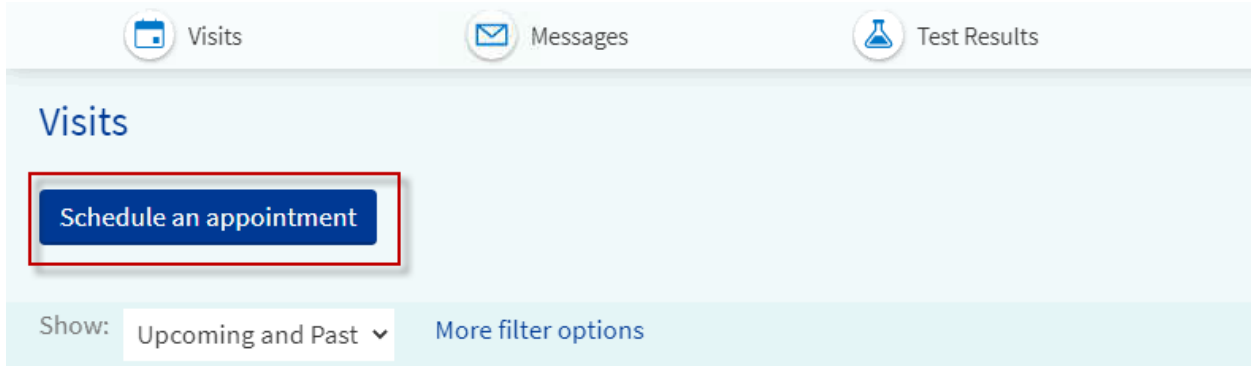 Visits Messages Test Results
Visits
Schedule an appointment
Show: Upcoming and Past More filter options